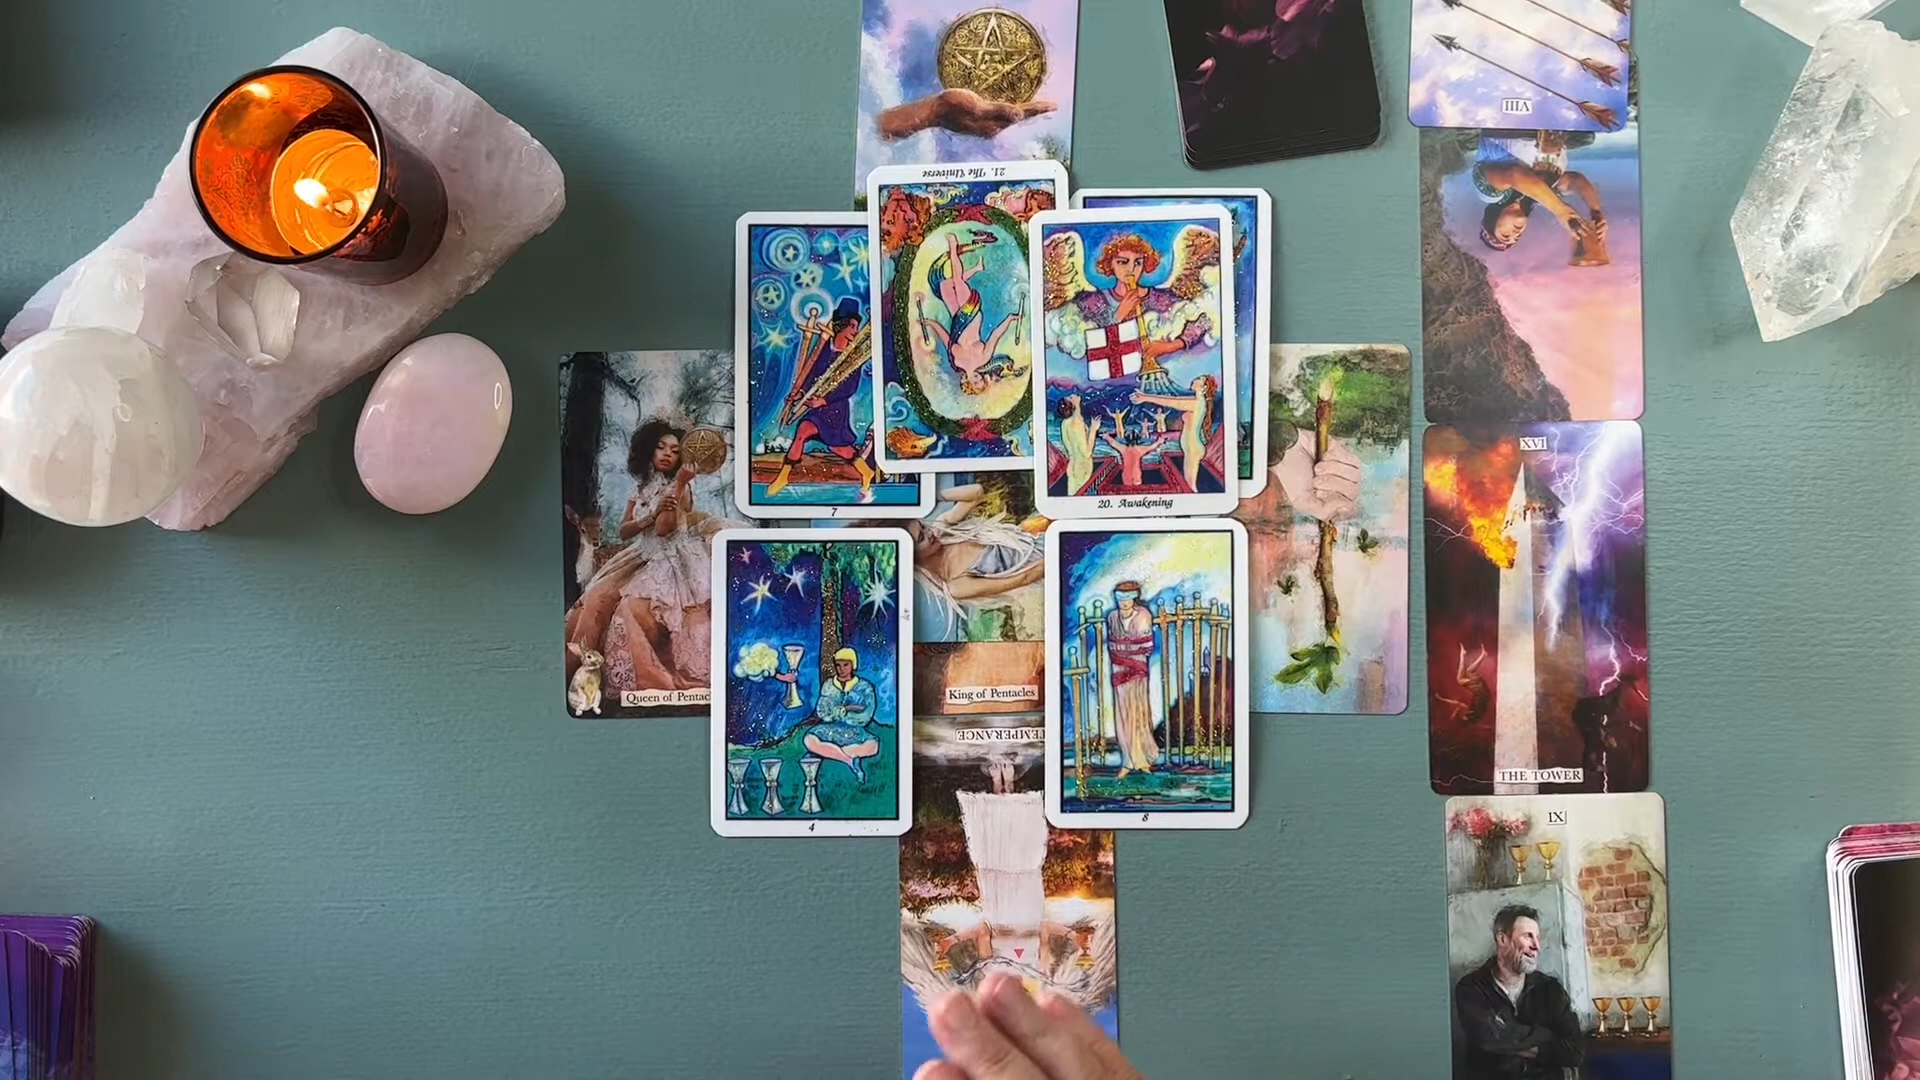 VIII
21. The Universe
XVI
20. Awakening
7
Queen of Pentac
King of Pentacles
TEMPERANCE
THE TOWER
IX
4
8